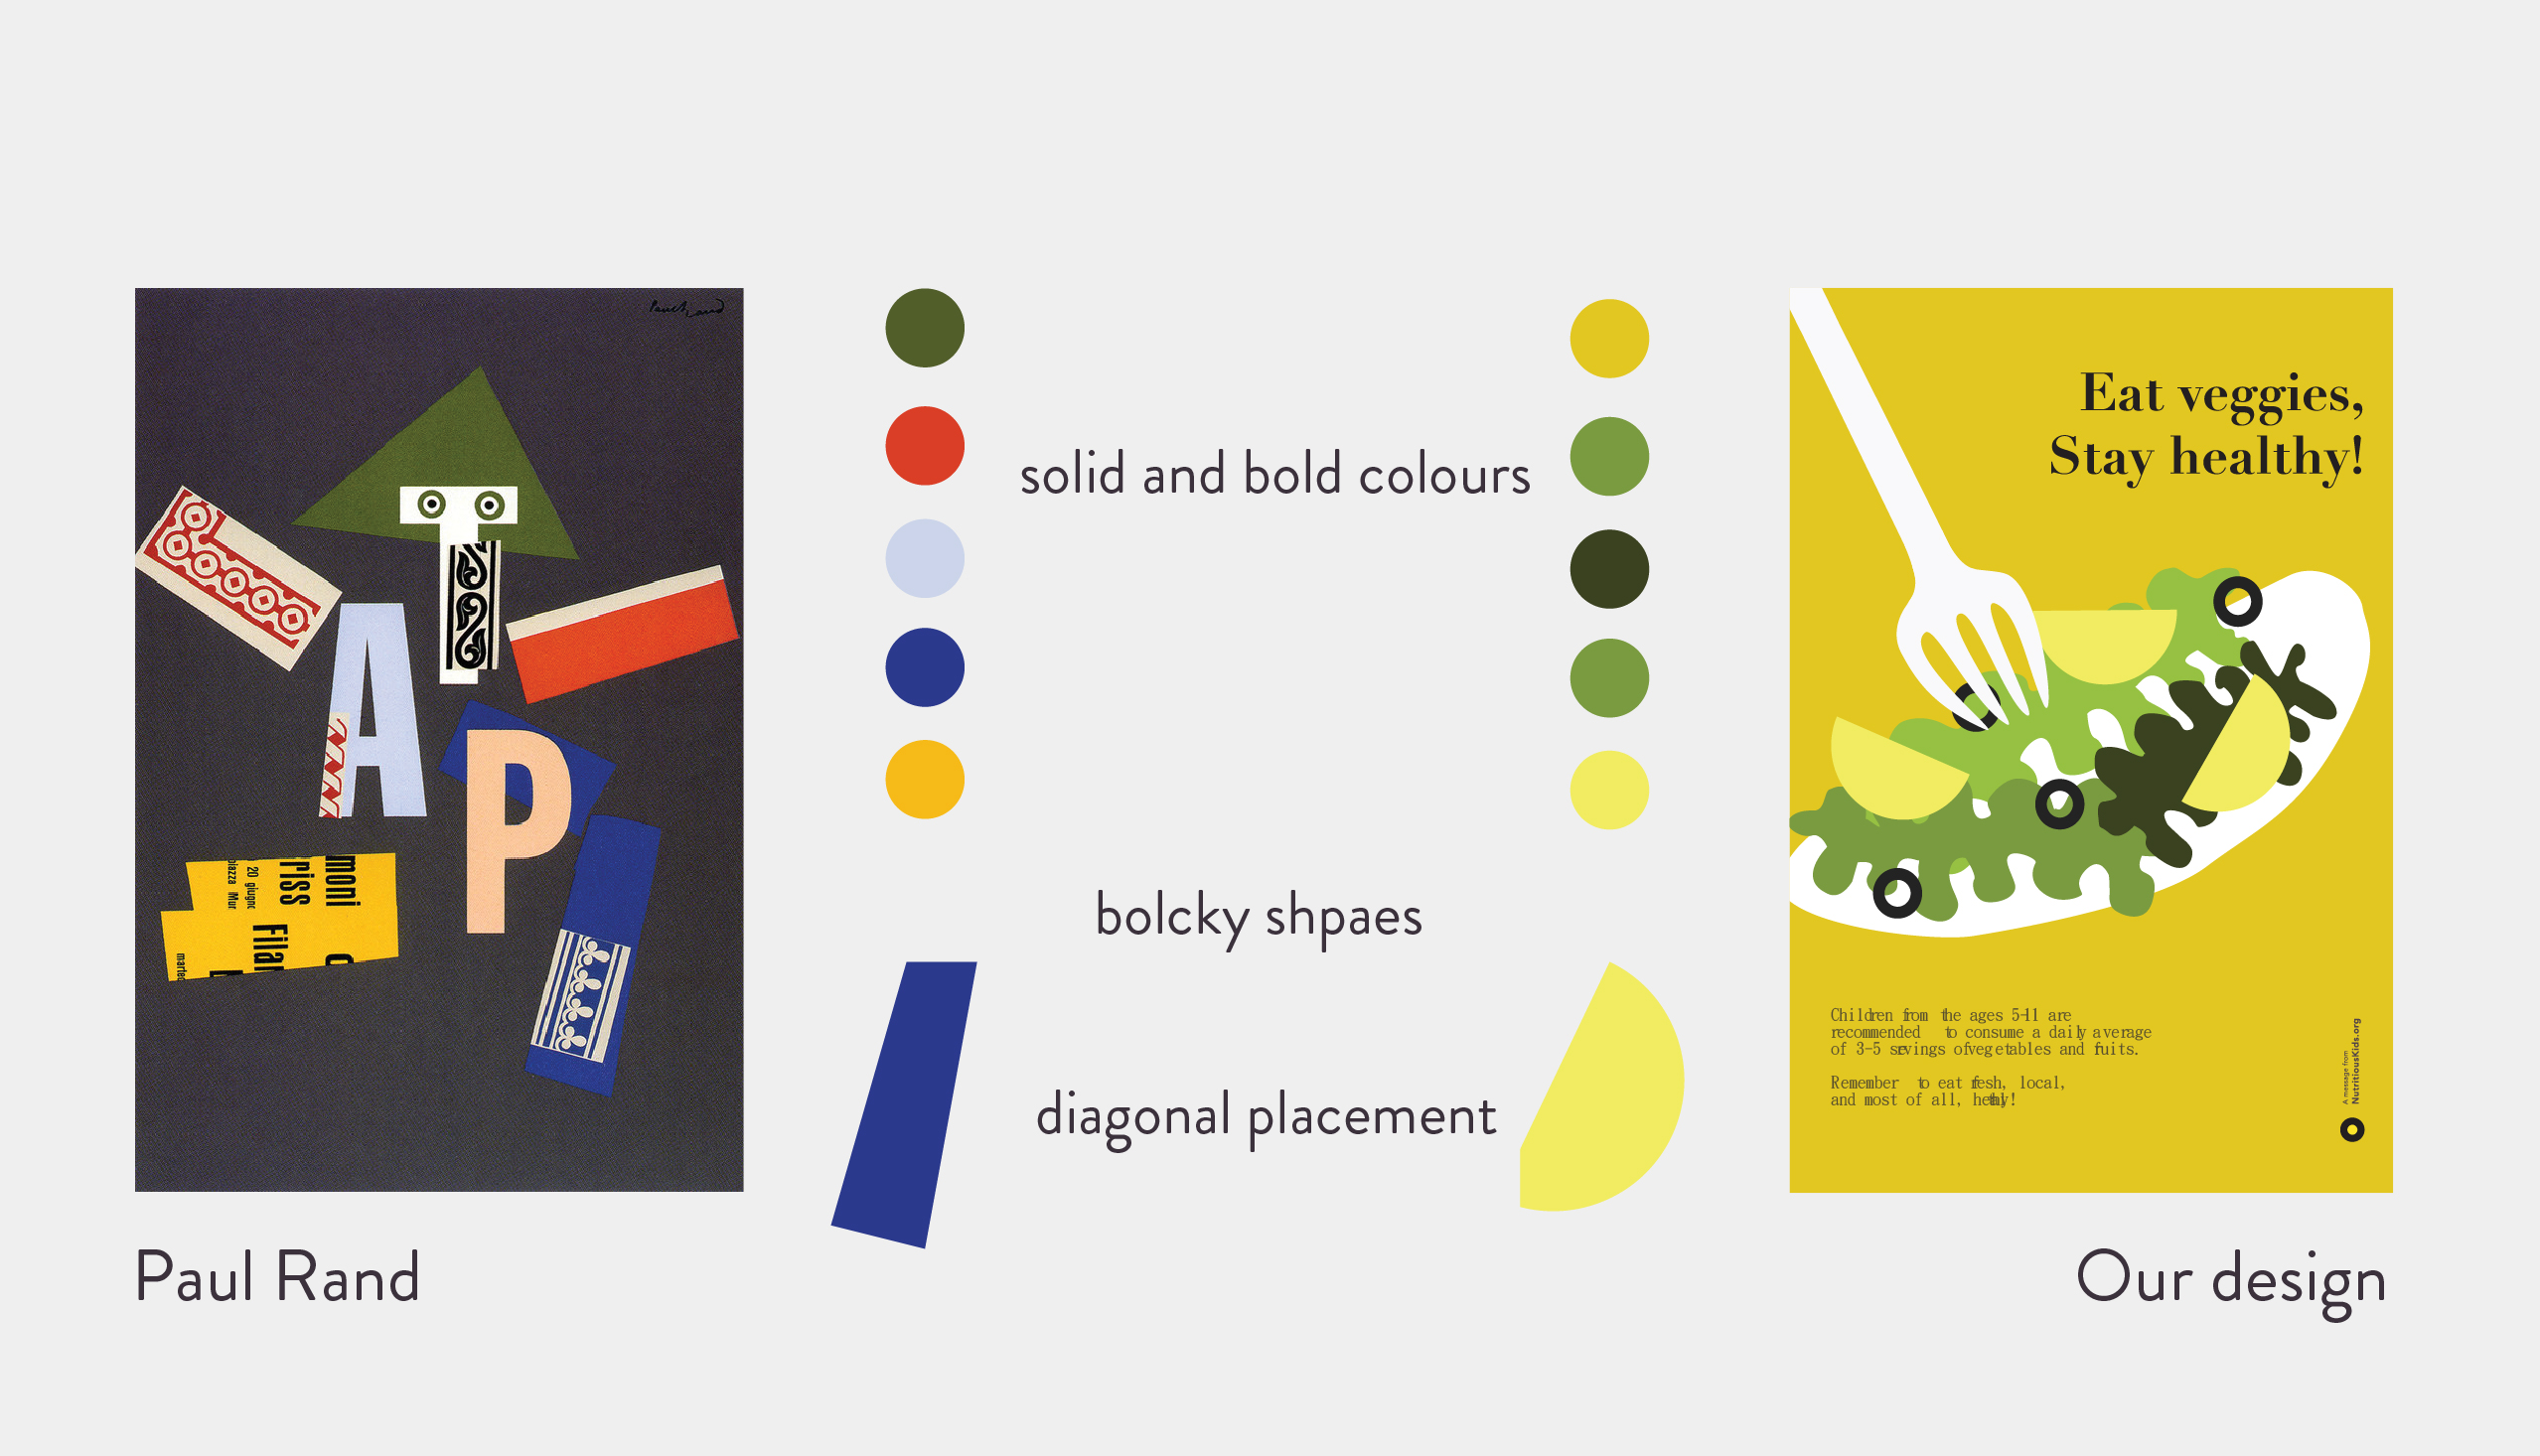 Paul Rand
T
A
P
moni
riss
20 giugno
piazza Mur
Filar
marted
solid and bold colours
bolcky shpaes
diagonal placement
Eat veggies,
Stay healthy!
Children from the ages 5-11 are
recommended to consume a daily average
of 3-5 servings of vegetables and fruits.
Remember to eat fresh, local,
and most of all,
A message from
NutritiousKids.org
Paul Rand
Our design